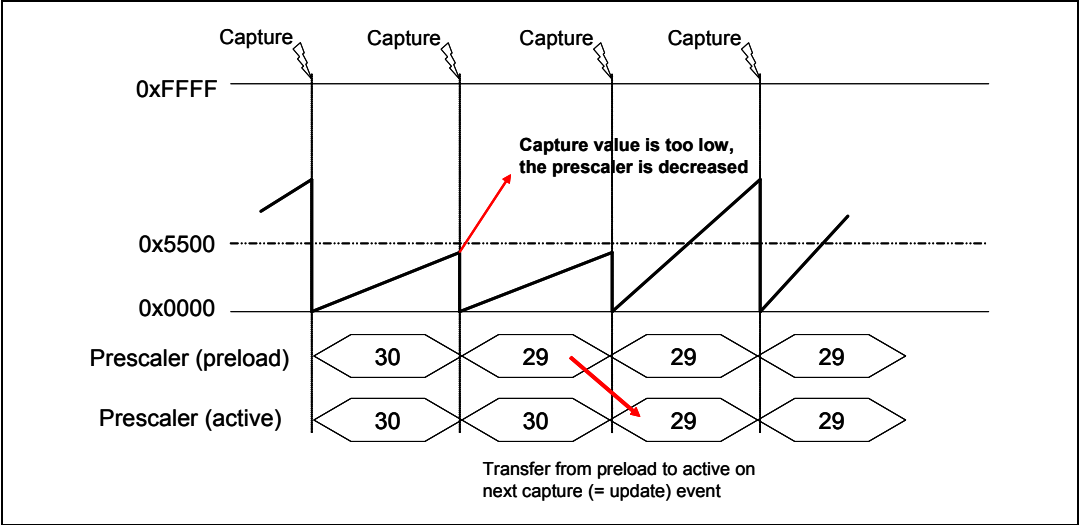 Capture Capture Capture Capture
0xFFFF
Capture value is too low,
the prescaler is decreased
0x5500
0x0000
Prescaler (preload) 30 29 29 29
Prescaler (active) 30 30 29 29
Transfer from preload to active on
next capture (= update) event